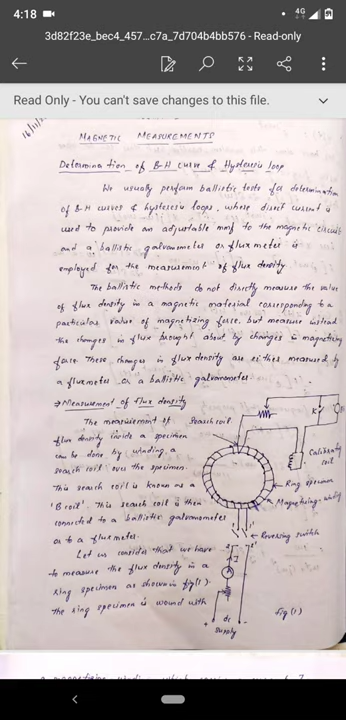 4:18
4G
3d82f23e_bec4_457...c7a_7d704b4bb576 - Read-only
Read Only - You can't save changes to this file.
MAGNETIC MEASUREMENTS
Determination of B-H curve & Hysteresis loop
We usually perform ballistic tests for determination
of B-H curves & hysteresis loops, where direct current is
used to provide an adjustable mmf to the magnetic circuit
and a ballistic galvanometer or flux meter is
employed for the measurement of flux density.
The ballistic methods do not directly measure the value
of flux density in a magnetic material corresponding to a
particular value of magnetizing force, but measure instead
the changes in flux brought about by changes in magnetizing
force. These changes in flux density are either measured by
a fluxmeter or a ballistic galvanometer
→ Measurement of flux density
The measurement of
flux density inside a specimen
can be done by winding a
search coil over the specimen.
This search coil is known as a
'B coil'. This search coil is then
connected to a ballistic galvanometer
or to a flux meter.
Let us consider that we have
to measure the flux density in a
ring specimen as shown in fig(1).
The ring specimen is wound with
Search coil
K
Calibrating
coil
Ring specimen
Magnetising winding
Reversing switch
1 1'
2 2'
A
+ -
dc
supply
fig (1)